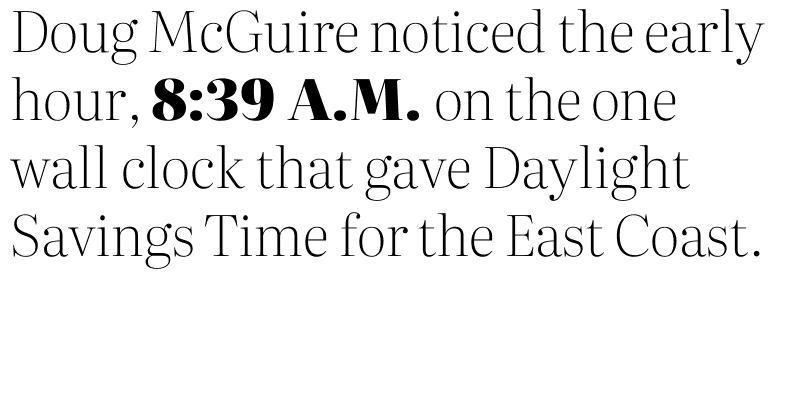 Doug McGuire noticed the early
hour, 8:39 A.M. on the one
wall clock that gave Daylight
Savings Time for the East Coast.